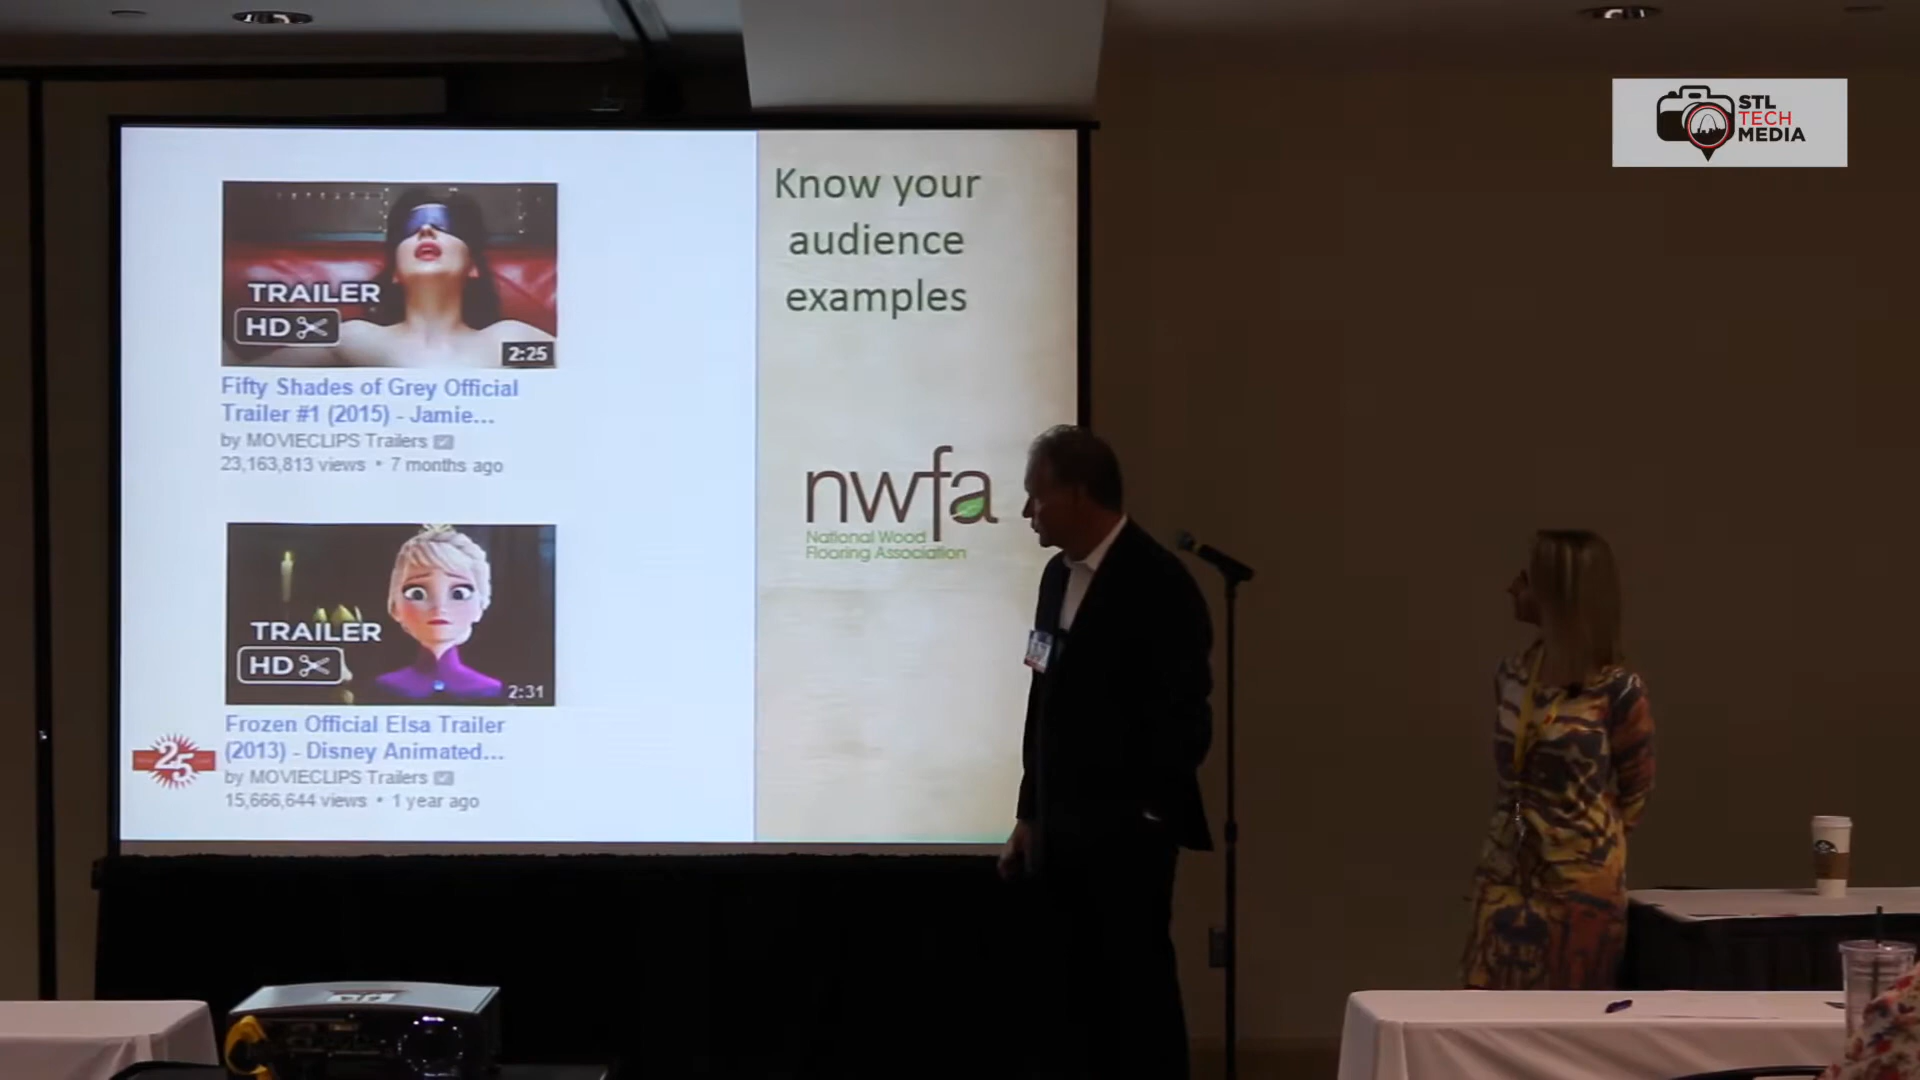 STL
TECH
MEDIA
Know your
audience
examples
TRAILER
HD
2:25
Fifty Shades of Grey Official
Trailer #1 (2015) - Jamie...
by MOVIECLIPS Trailers
23,163,813 views • 7 months ago
nwfa
National Wood
Flooring Association
TRAILER
HD
2:31
Frozen Official Elsa Trailer
(2013) - Disney Animated...
by MOVIECLIPS Trailers
15,666,644 views • 1 year ago
25